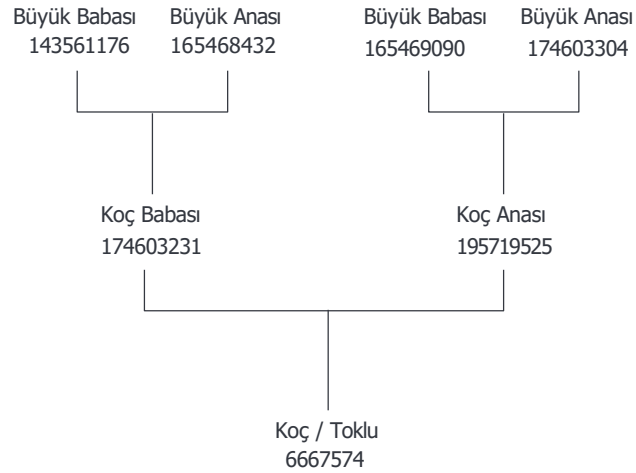 Büyük Babası
143561176
Büyük Anası
165468432
Büyük Babası
165469090
Büyük Anası
174603304
Koç Babası
174603231
Koç Anası
195719525
Koç / Toklu
6667574